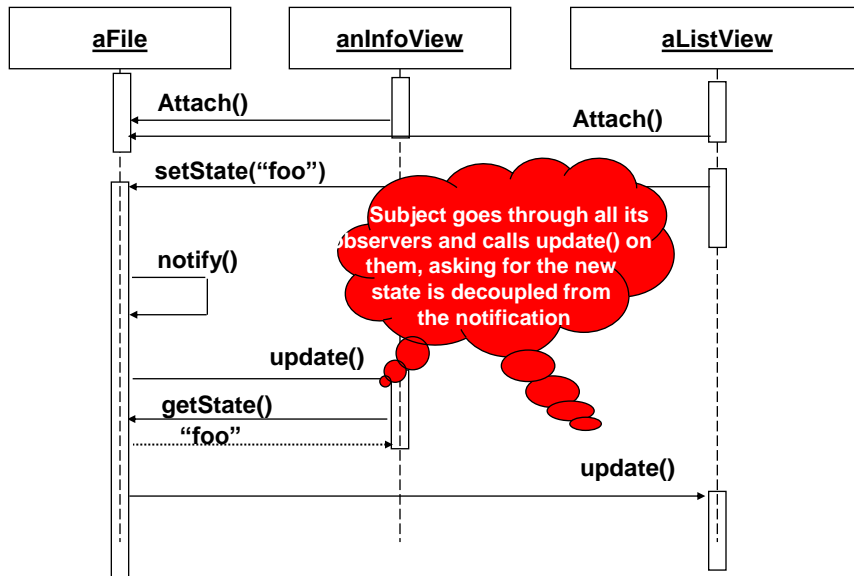 aFile
anInfoView
aListView
Attach()
Attach()
setState(“foo”)
Subject goes through all its
observers and calls update() on
them, asking for the new
state is decoupled from
the notification
notify()
update()
getState()
“foo”
update()